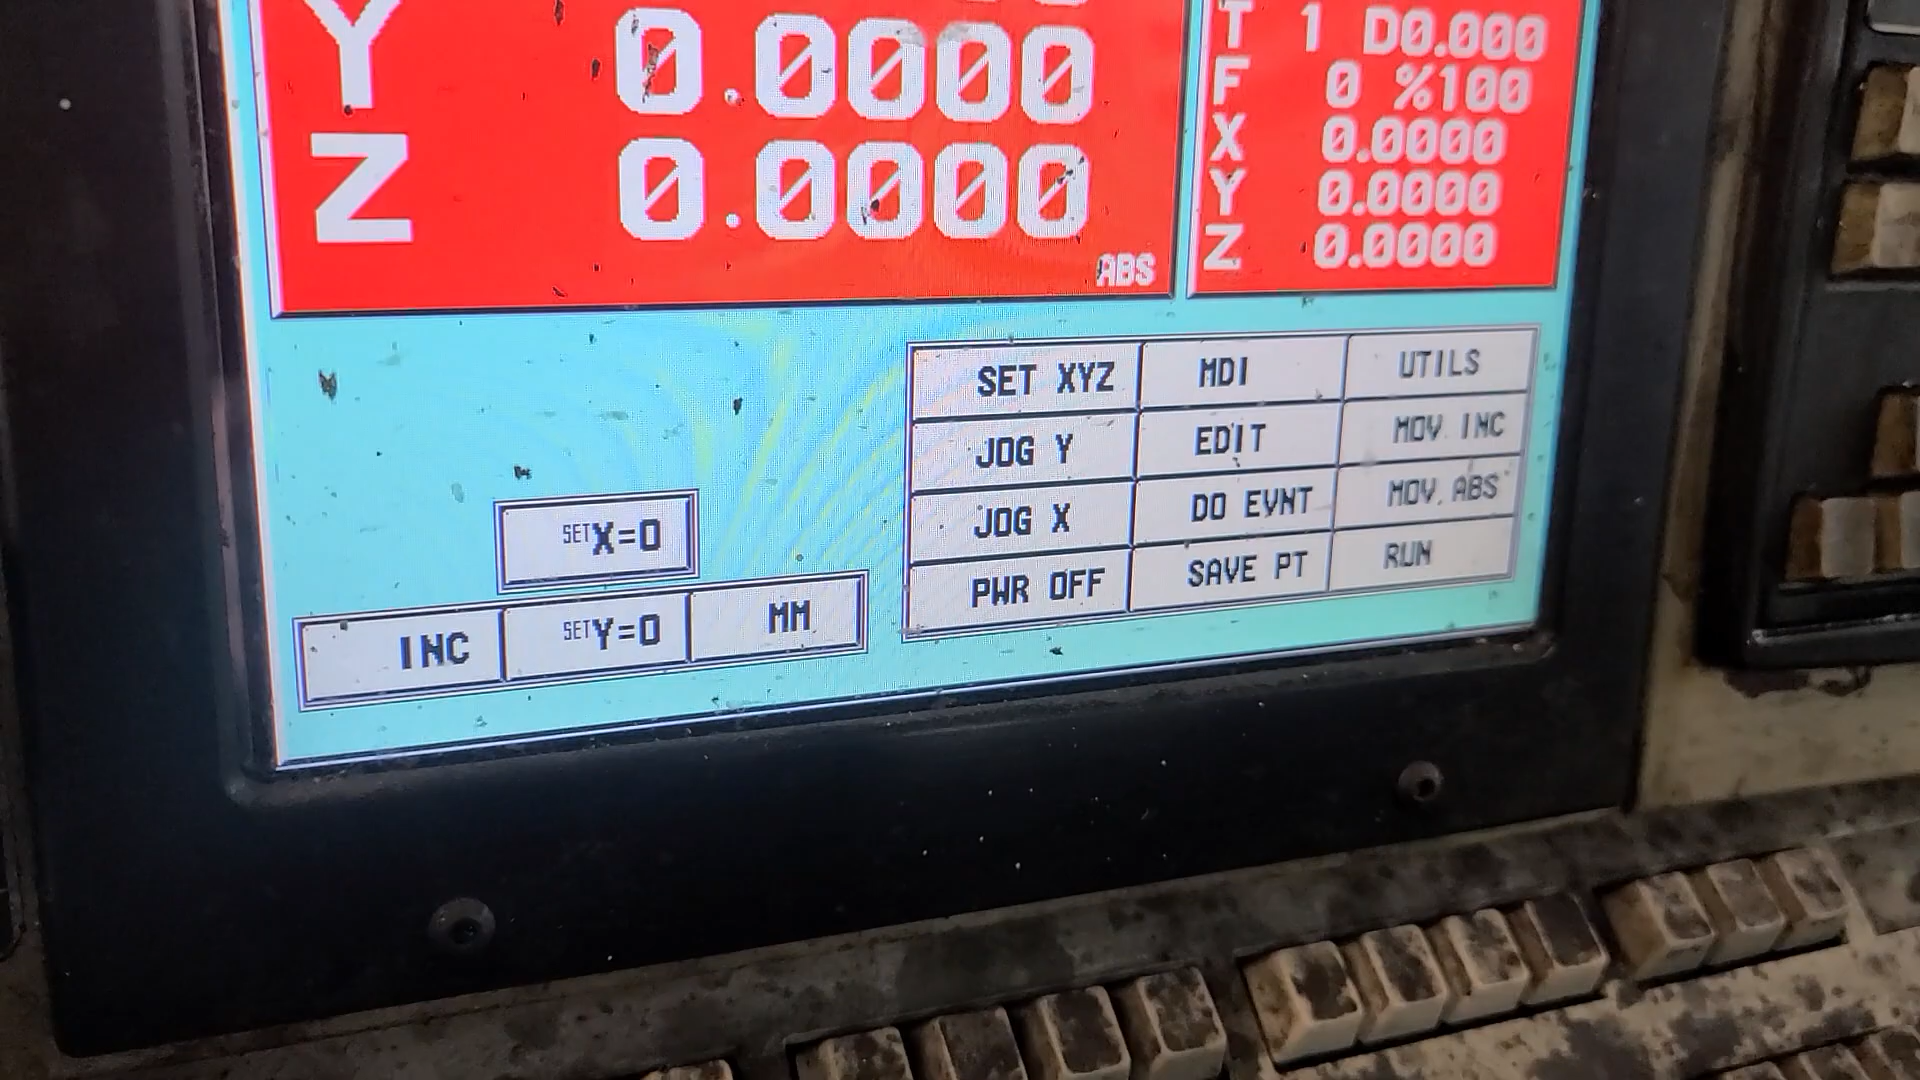 Y 0.0000
Z 0.0000
ABS
T 1 D0.000
F 0 %100
X 0.0000
Y 0.0000
Z 0.0000
SET XYZ MDI UTILS
JOG Y EDIT MOV INC
JOG X DO EVNT MOV ABS
PWR OFF SAVE PT RUN
SET X=0
INC SET Y=0 MM